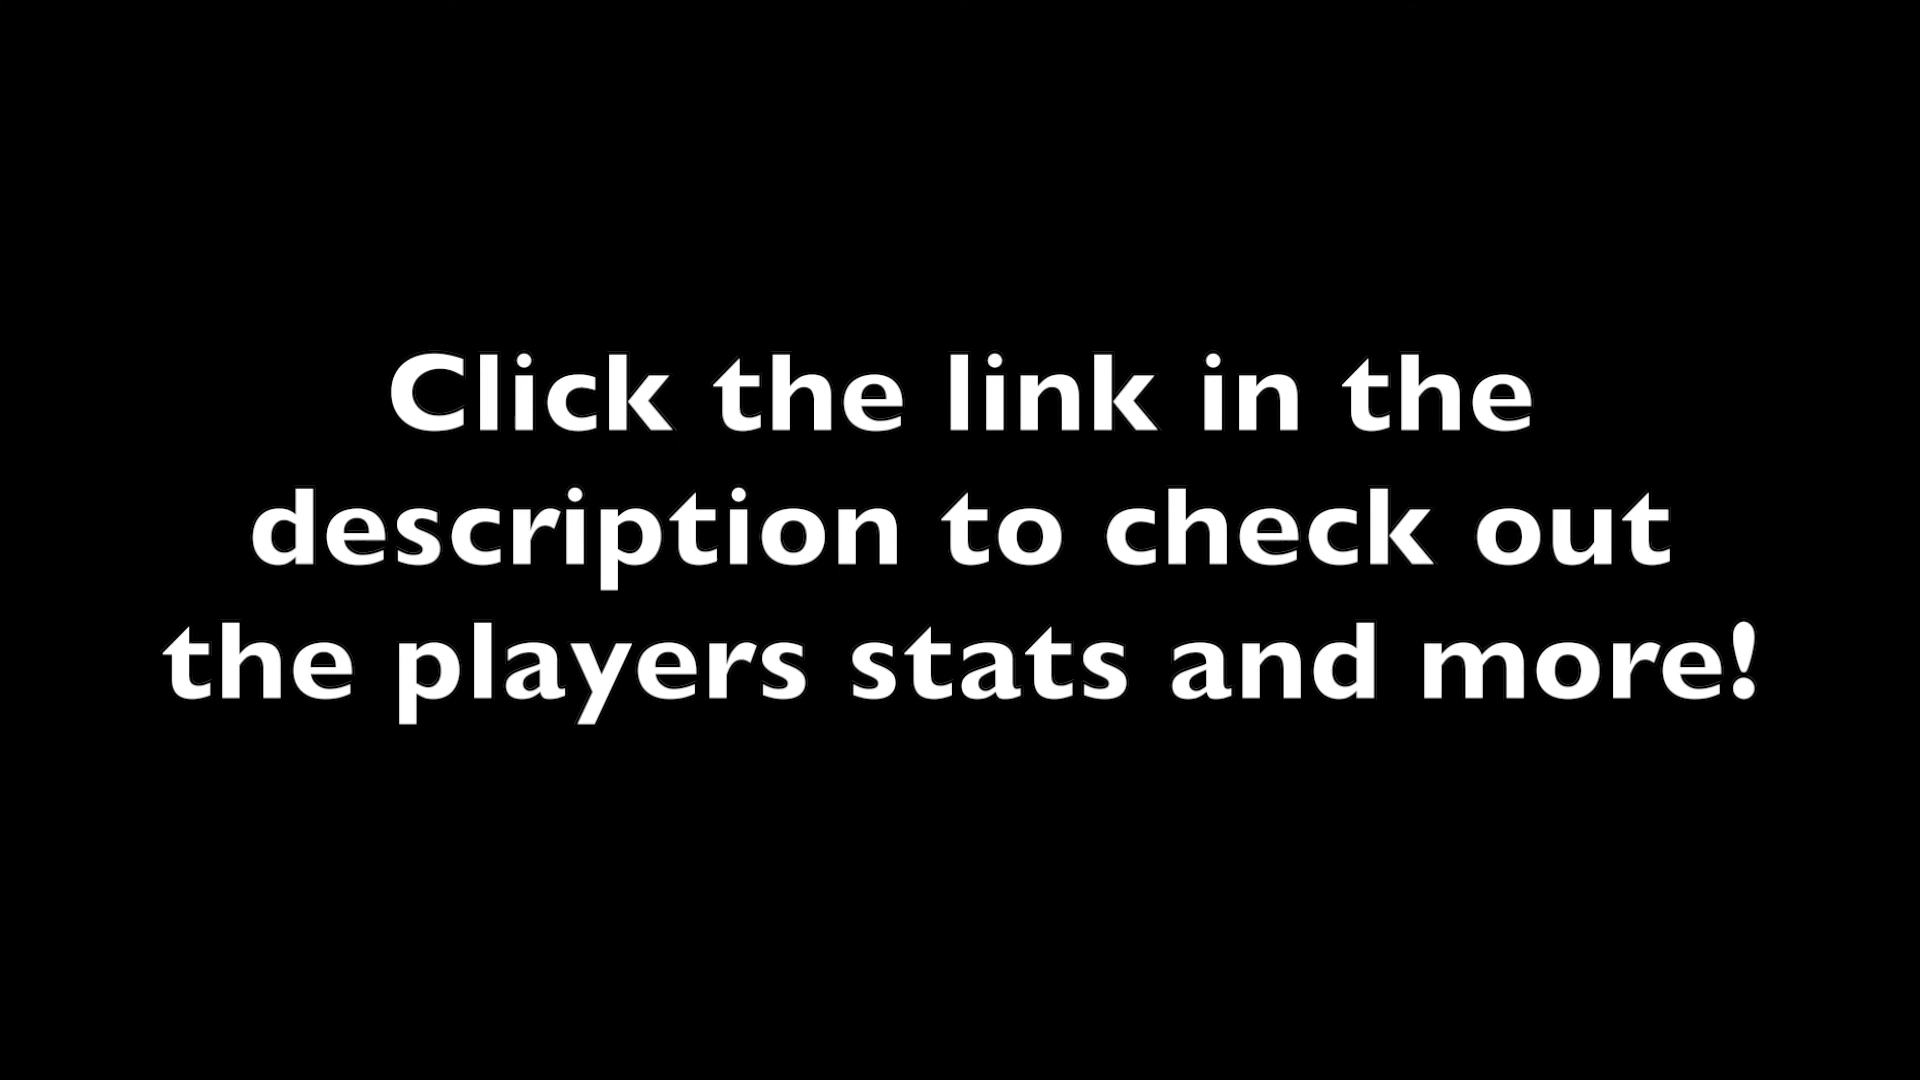 Click the link in the
description to check out
the players stats and more!